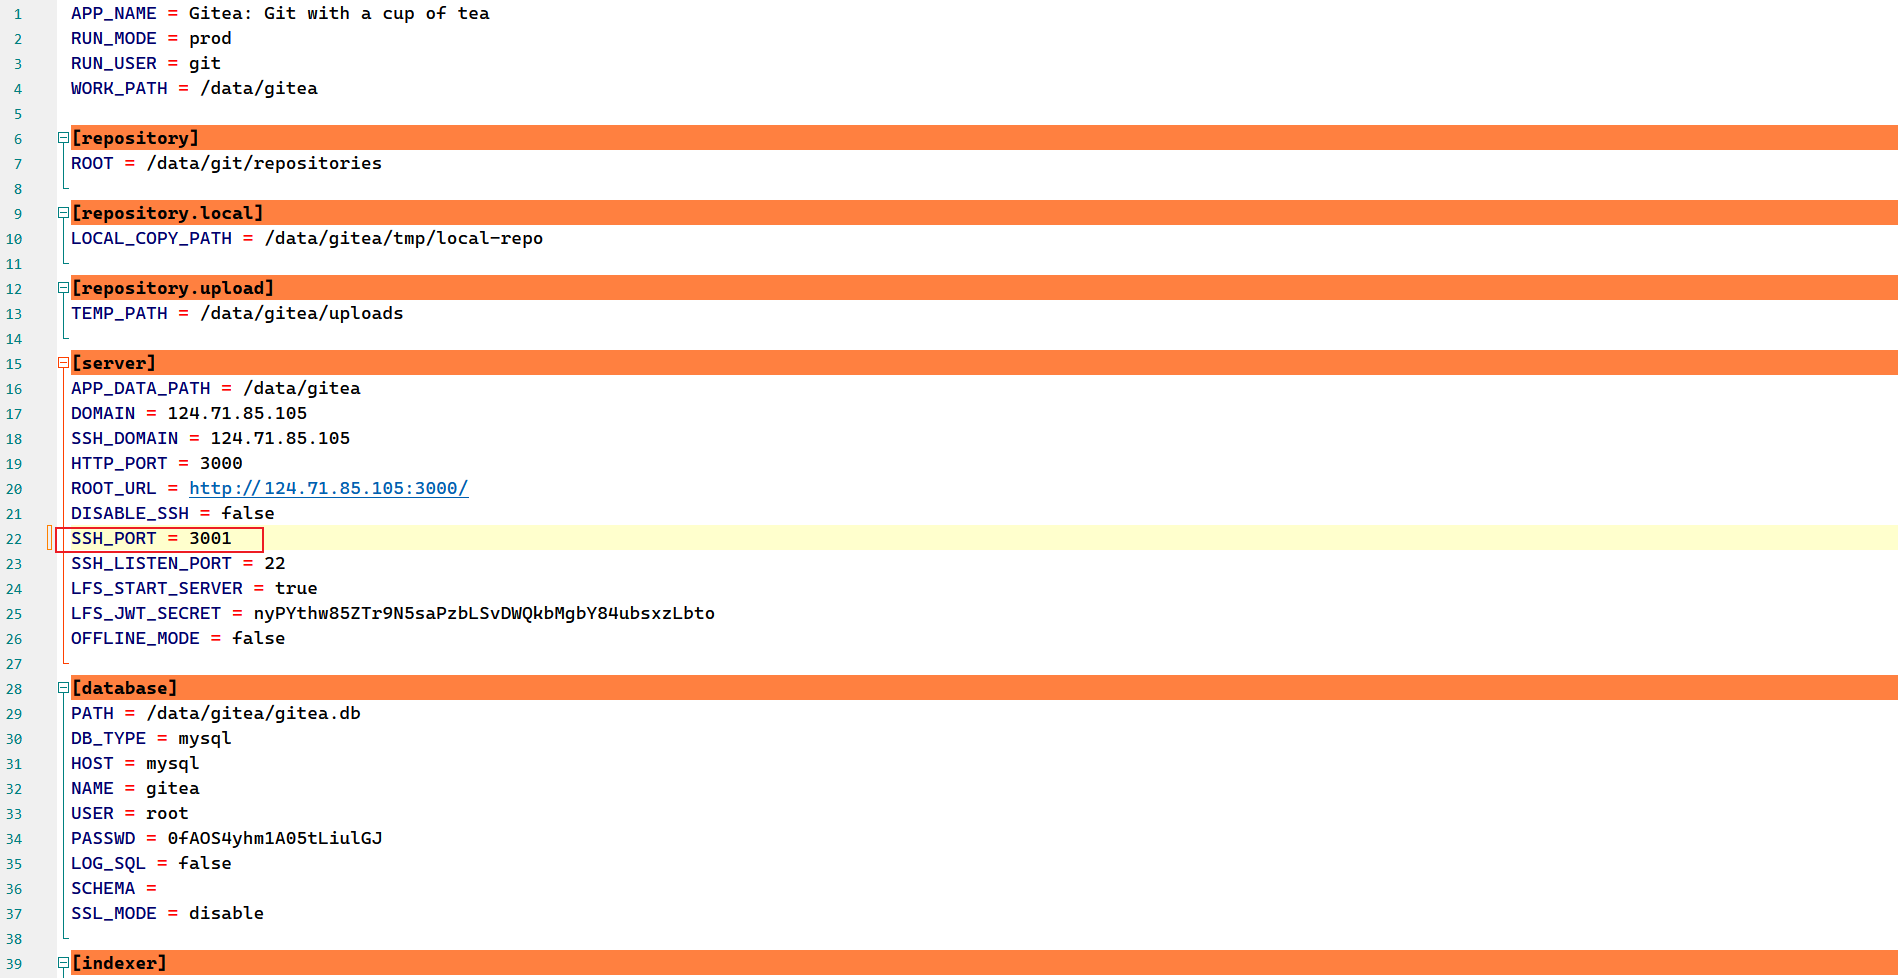 1 APP_NAME = Gitea: Git with a cup of tea
2 RUN_MODE = prod
3 RUN_USER = git
4 WORK_PATH = /data/gitea
5
6 [repository]
7 ROOT = /data/git/repositories
8
9 [repository.local]
10 LOCAL_COPY_PATH = /data/gitea/tmp/local-repo
11
12 [repository.upload]
13 TEMP_PATH = /data/gitea/uploads
14
15 [server]
16 APP_DATA_PATH = /data/gitea
17 DOMAIN = 124.71.85.105
18 SSH_DOMAIN = 124.71.85.105
19 HTTP_PORT = 3000
20 ROOT_URL = http://124.71.85.105:3000/
21 DISABLE_SSH = false
22 SSH_PORT = 3001
23 SSH_LISTEN_PORT = 22
24 LFS_START_SERVER = true
25 LFS_JWT_SECRET = nyPYthw85ZTr9N5saPzbLSvDWQkbMgbY84ubsxzLbto
26 OFFLINE_MODE = false
27
28 [database]
29 PATH = /data/gitea/gitea.db
30 DB_TYPE = mysql
31 HOST = mysql
32 NAME = gitea
33 USER = root
34 PASSWD = 0fAOS4yhm1A05tLiulGJ
35 LOG_SQL = false
36 SCHEMA =
37 SSL_MODE = disable
38
39 [indexer]